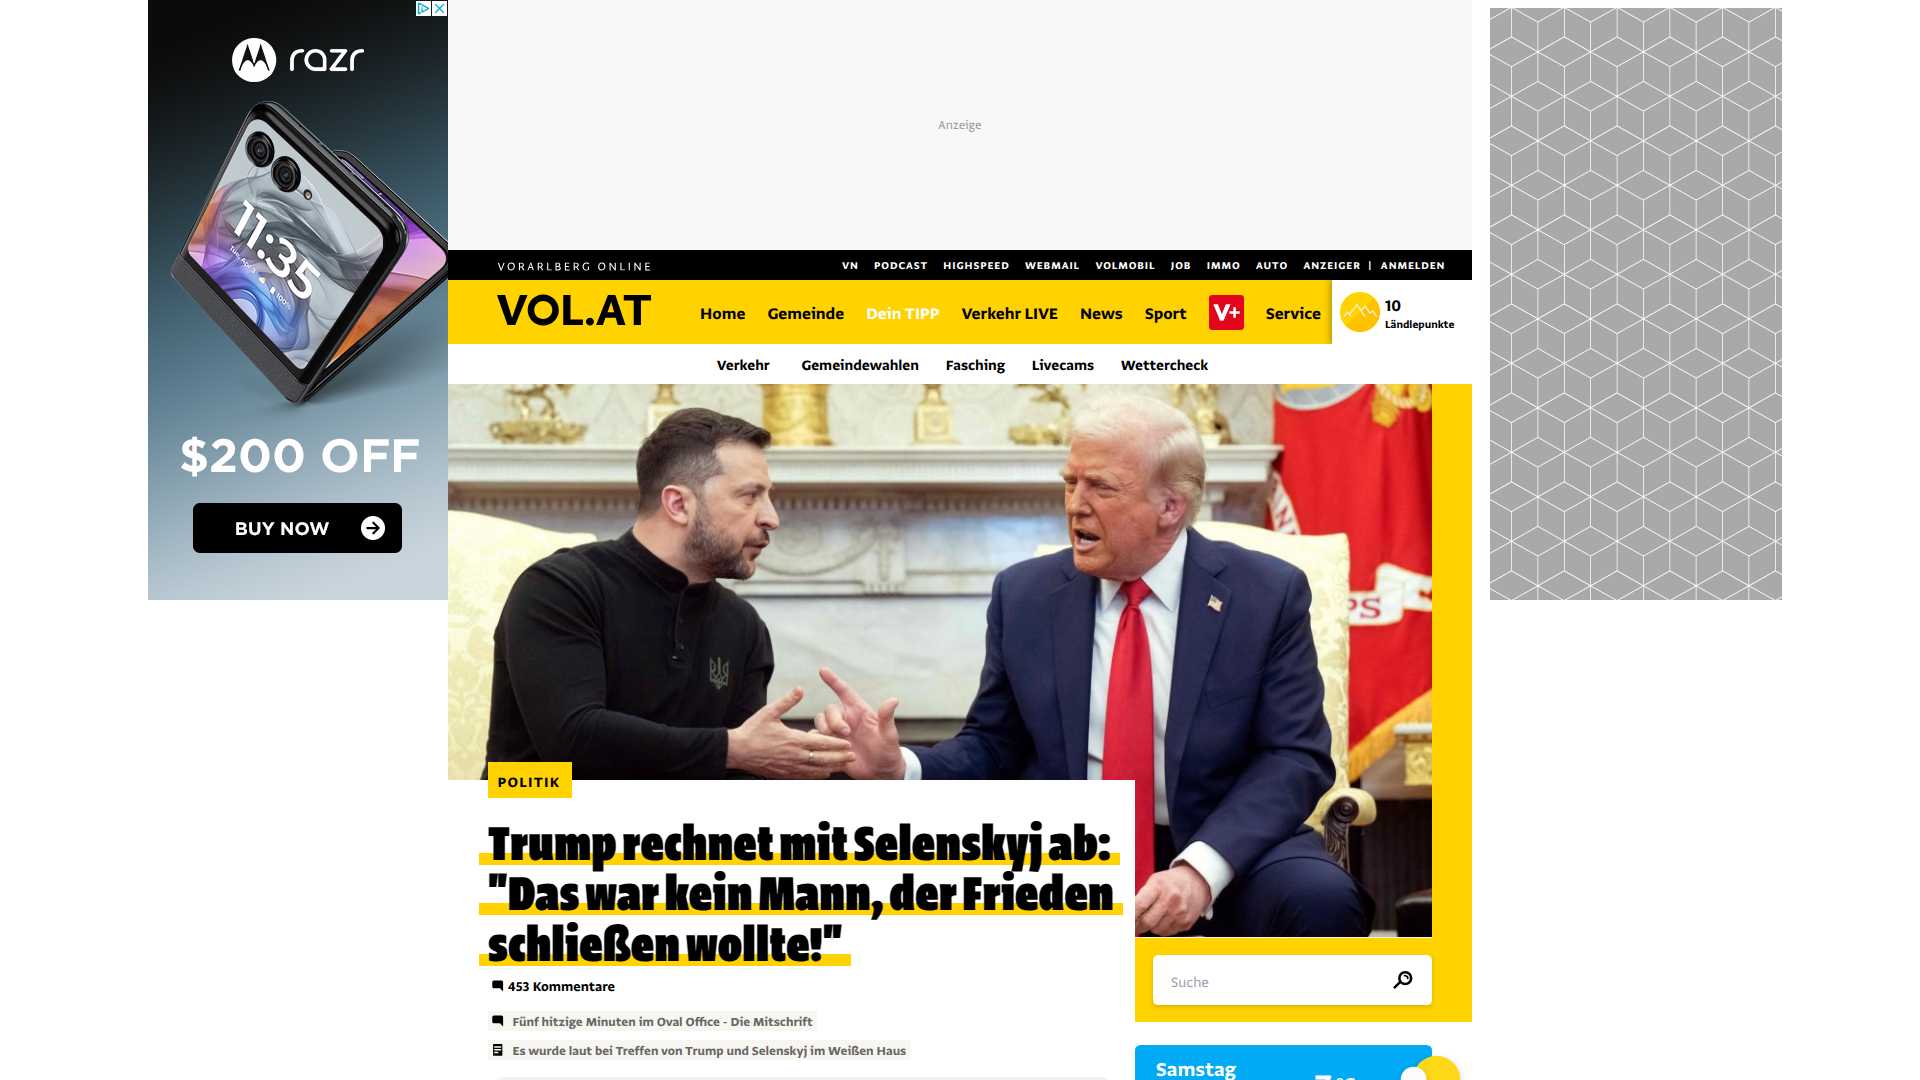 razr
11:35
Tue, Apr 3
100%
$200 OFF
BUY NOW
Anzeige
VORARLBERG ONLINE
VN PODCAST HIGHSPEED WEBMAIL VOLMOBIL JOB IMMO AUTO ANZEIGER | ANMELDEN
VOL.AT
Home Gemeinde Dein TIPP Verkehr LIVE News Sport V+ Service
10
Ländlepunkte
Verkehr Gemeindewahlen Fasching Livecams Wettercheck
POLITIK
Trump rechnet mit Selenskyj ab:
"Das war kein Mann, der Frieden
schließen wollte!"
453 Kommentare
Fünf hitzige Minuten im Oval Office - Die Mitschrift
Es wurde laut bei Treffen von Trump und Selenskyj im Weißen Haus
Suche
Samstag